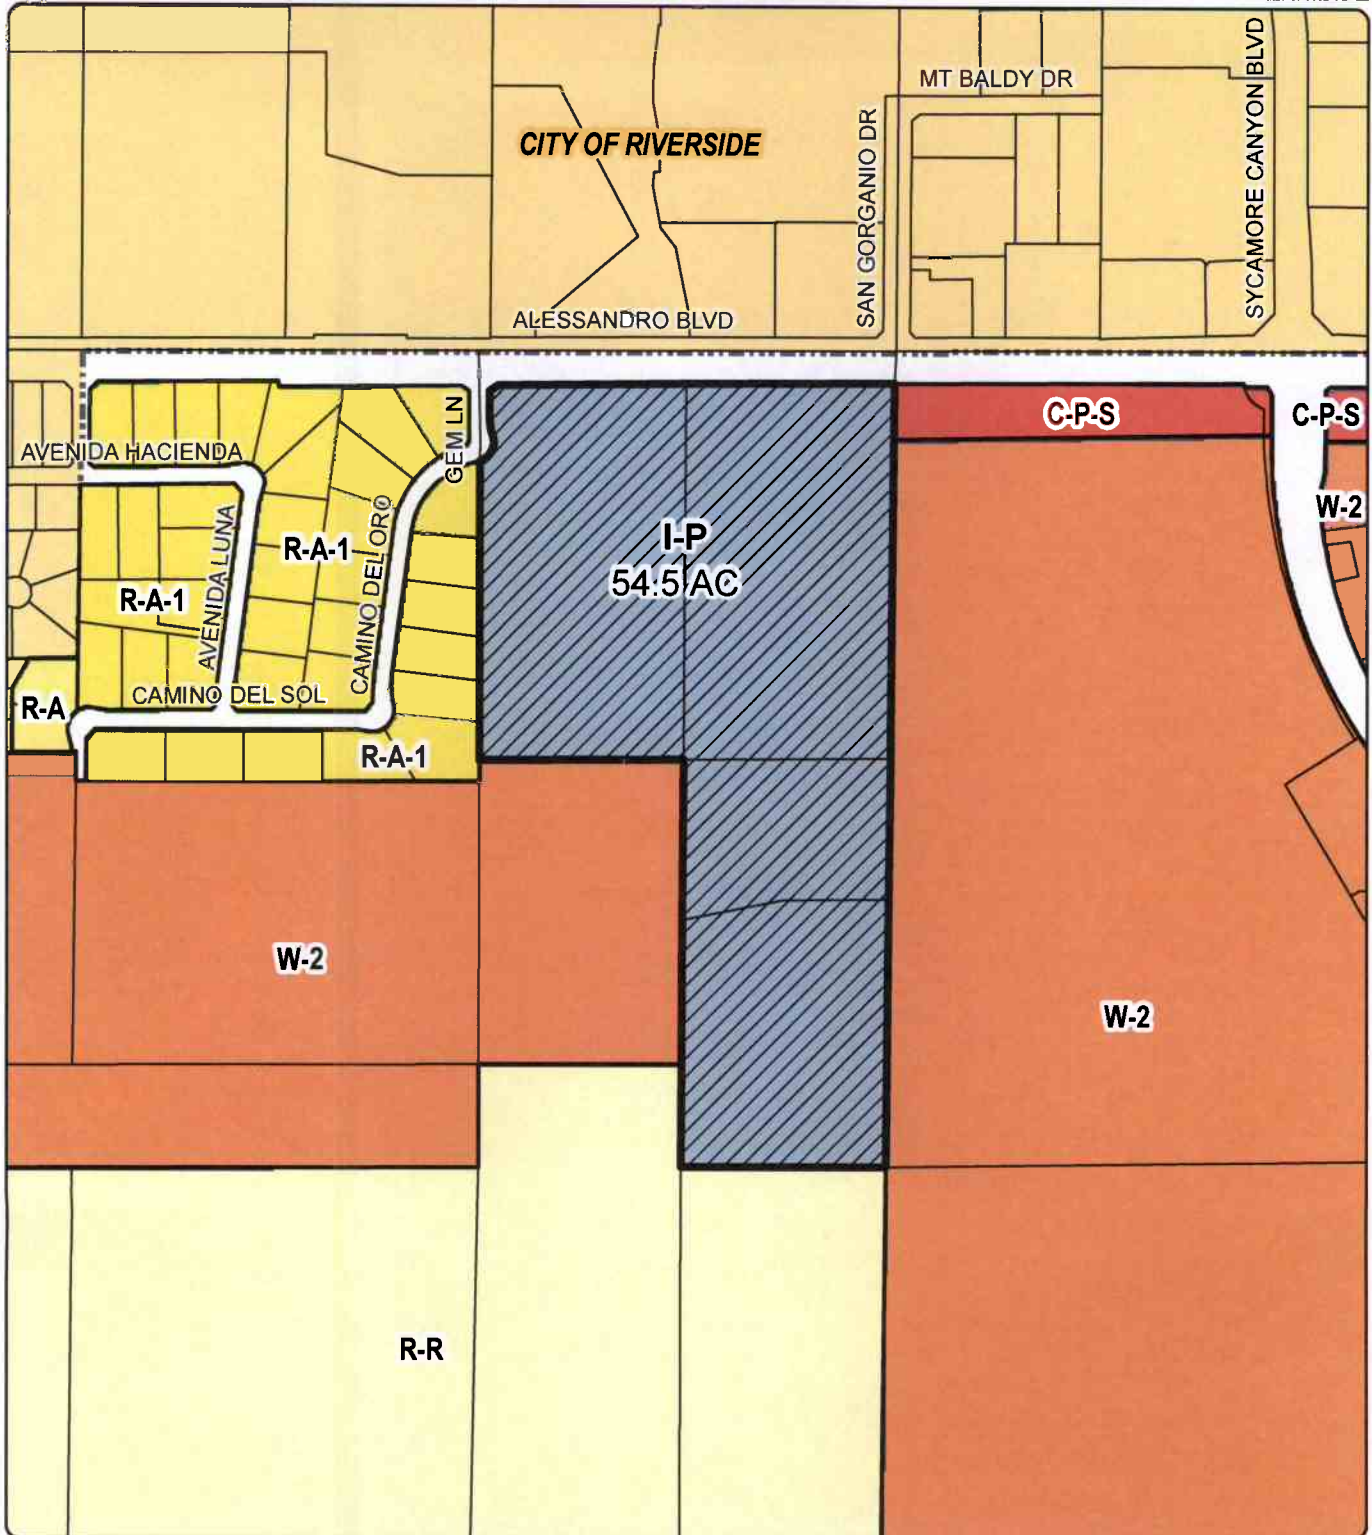 MT BALDY DR
SYCAMORE CANYON BLVD
CITY OF RIVERSIDE
SAN GORGANIO DR
ALESSANDRO BLVD
C-P-S
C-P-S
AVENIDA HACIENDA
GEM LN
W-2
I-P
54.5 AC
R-A-1
CAMINO DEL ORO
AVENIDA LUNA
R-A-1
CAMINO DEL SOL
R-A
R-A-1
W-2
W-2
R-R